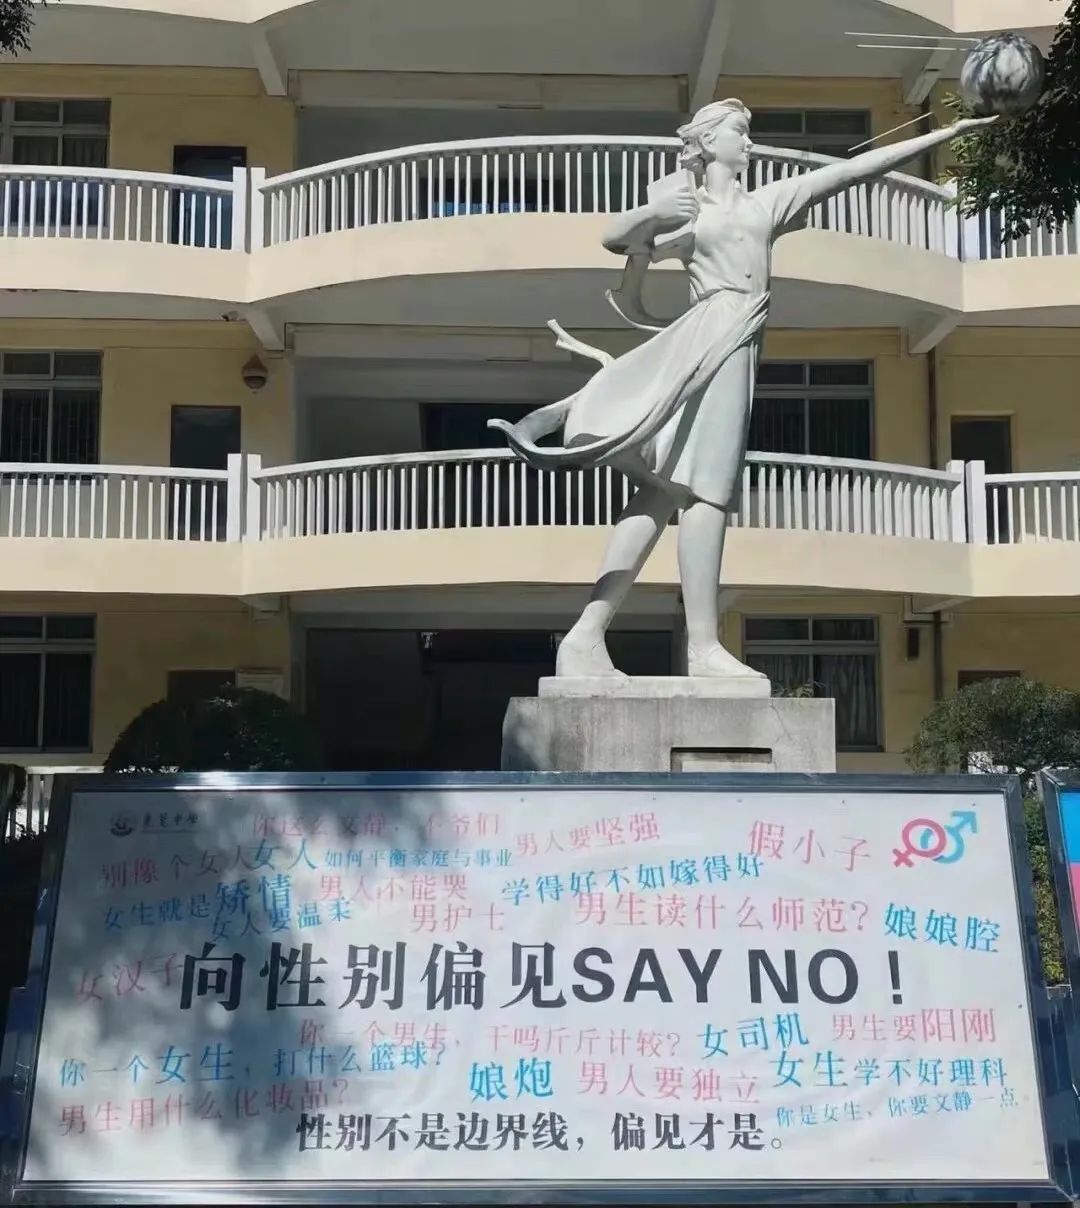 东莞中学
你这么文静，不爷们
男人要坚强
假小子
别像个女人
女人如何平衡家庭与事业
女生就是矫情
男人不能哭
学得好不如嫁得好
女人要温柔
男护士
男生读什么师范？
娘娘腔
女汉子
向性别偏见SAY NO！
你一个男生，干吗斤斤计较？
女司机
男生要阳刚
你一个女生，打什么篮球？
娘炮
男人要独立
女生学不好理科
男生用什么化妆品？
你是女生，你要文静一点
性别不是边界线，偏见才是。